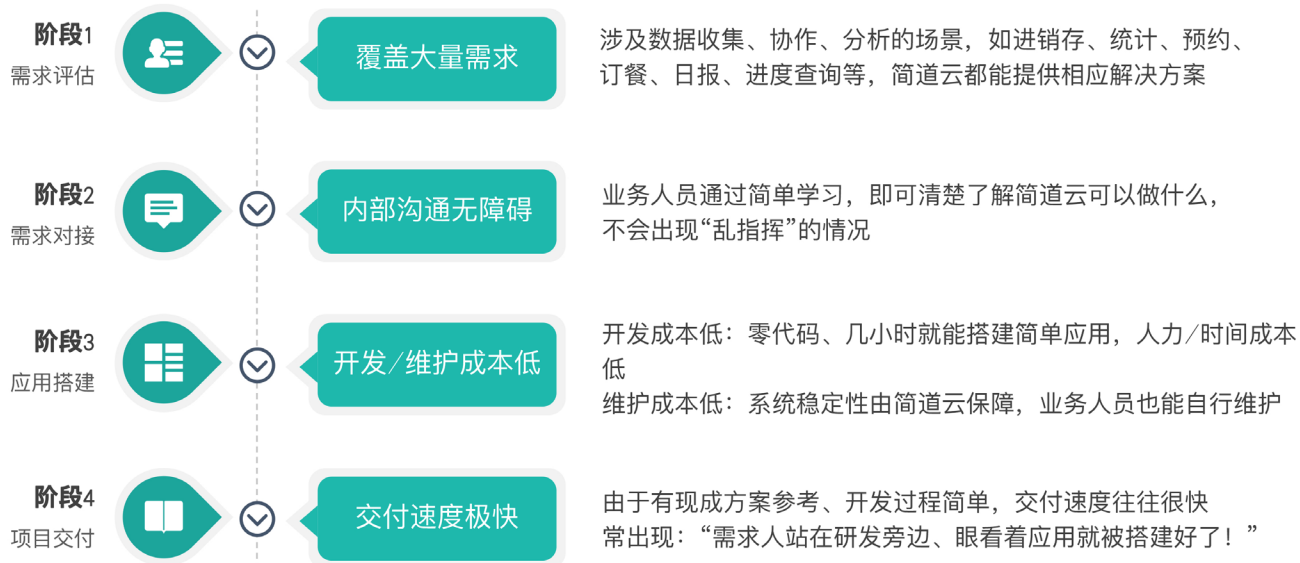 阶段1
需求评估
覆盖大量需求
涉及数据收集、协作、分析的场景，如进销存、统计、预约、
订餐、日报、进度查询等，简道云都能提供相应解决方案
阶段2
需求对接
内部沟通无障碍
业务人员通过简单学习，即可清楚了解简道云可以做什么，
不会出现“乱指挥”的情况
阶段3
应用搭建
开发/维护成本低
开发成本低：零代码、几小时就能搭建简单应用，人力/时间成本
低
维护成本低：系统稳定性由简道云保障，业务人员也能自行维护
阶段4
项目交付
交付速度极快
由于有现成方案参考、开发过程简单，交付速度往往很快
常出现：“需求人站在研发旁边、眼看着应用就被搭建好了！”